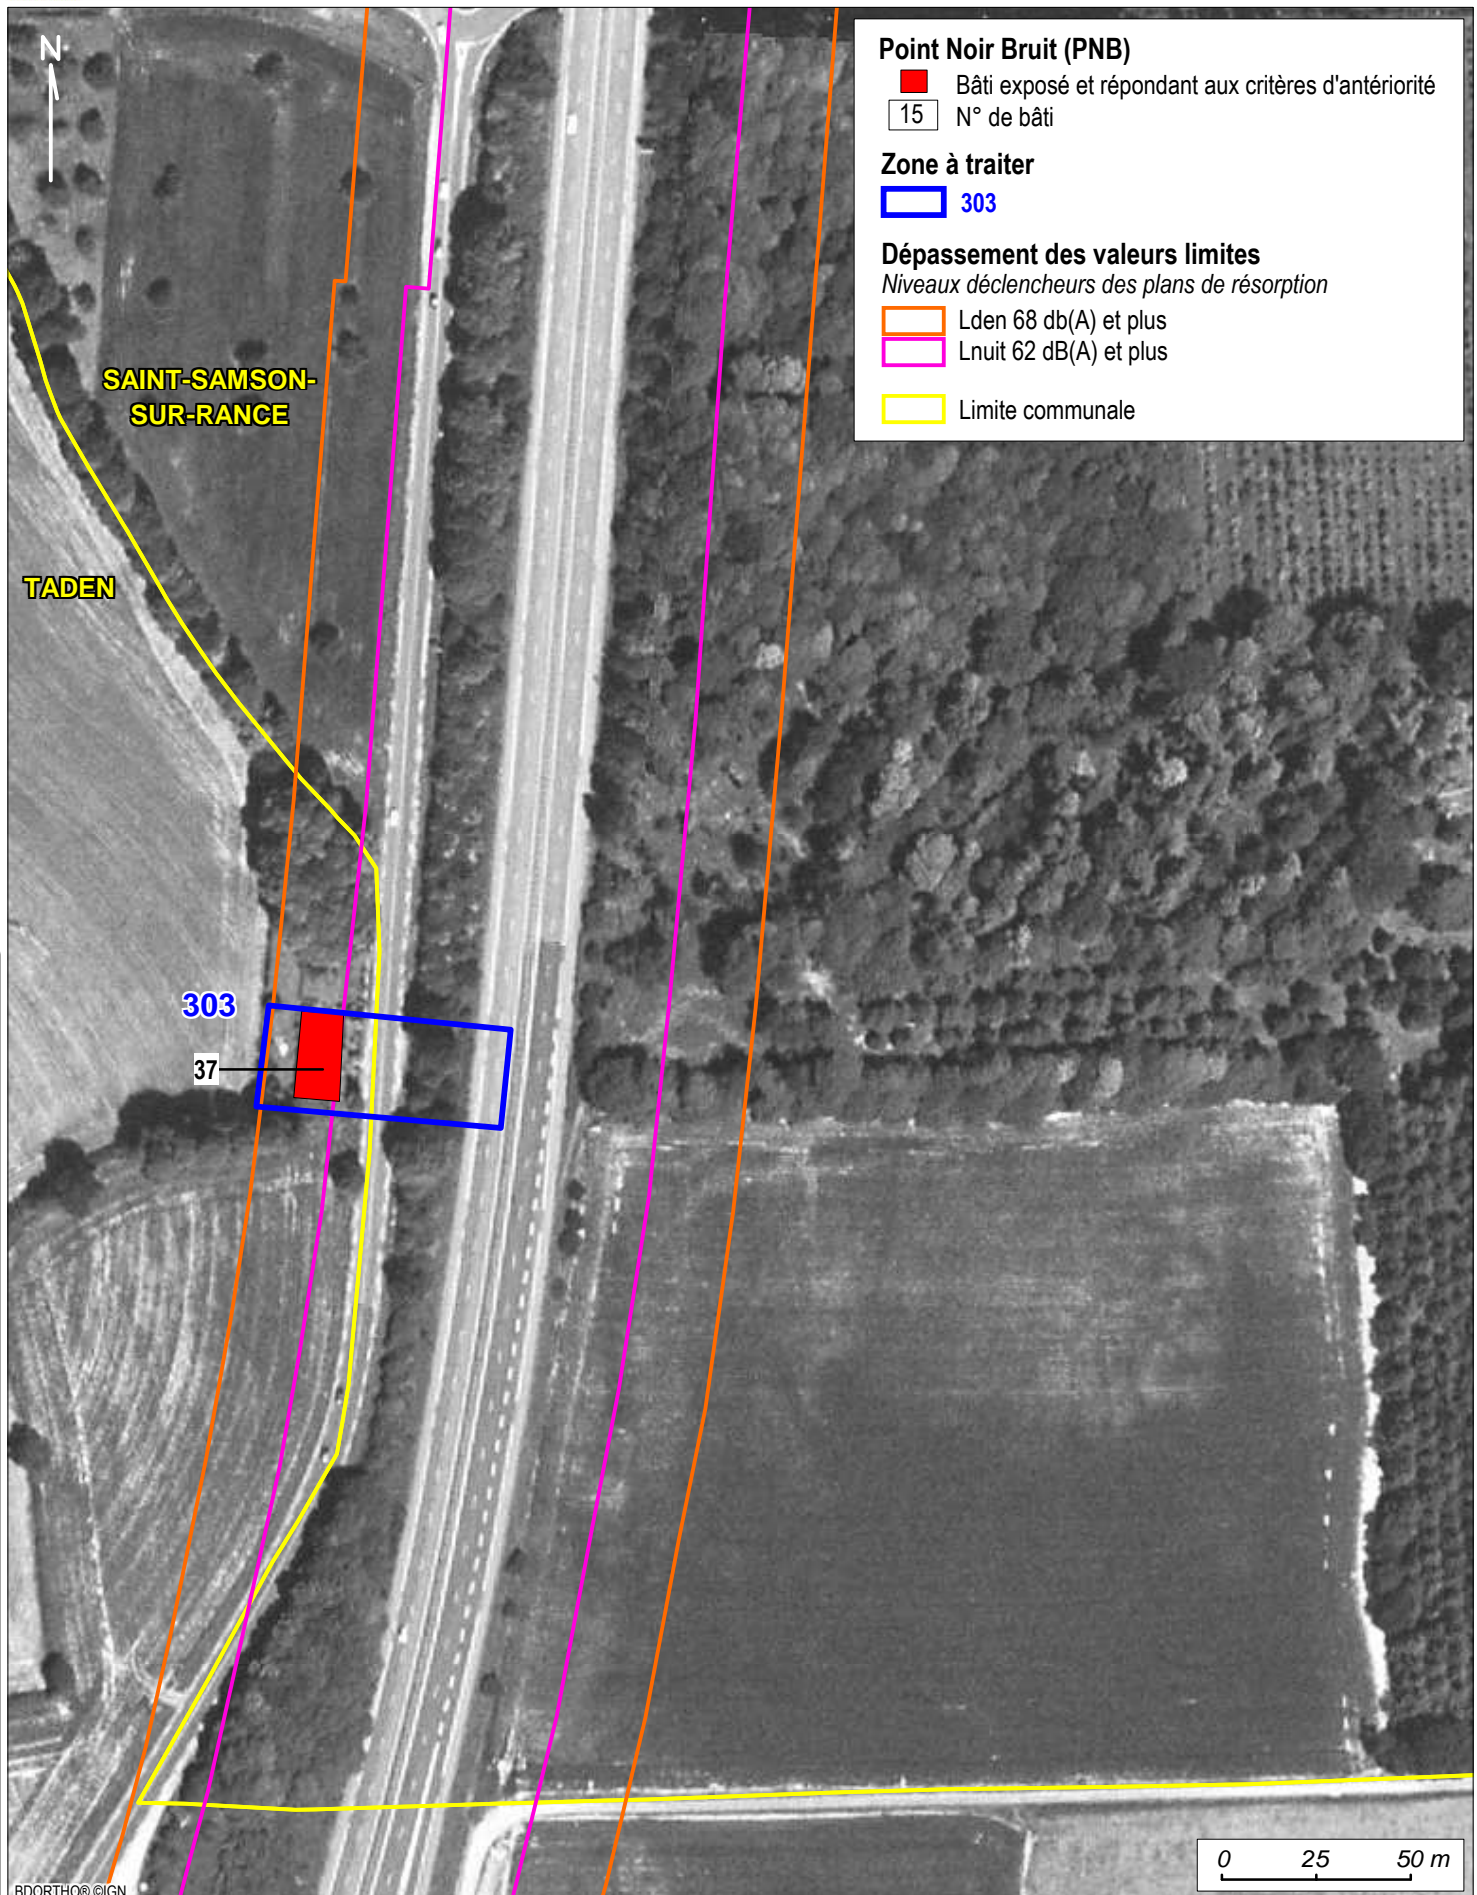 N
Point Noir Bruit (PNB)
Bâti exposé et répondant aux critères d'antériorité
15 N° de bâti
Zone à traiter
303
Dépassement des valeurs limites
Niveaux déclencheurs des plans de résorption
Lden 68 db(A) et plus
Lnuit 62 dB(A) et plus
Limite communale
SAINT-SAMSON-
SUR-RANCE
TADEN
303
37
0 25 50 m
BDORTHO® ©IGN